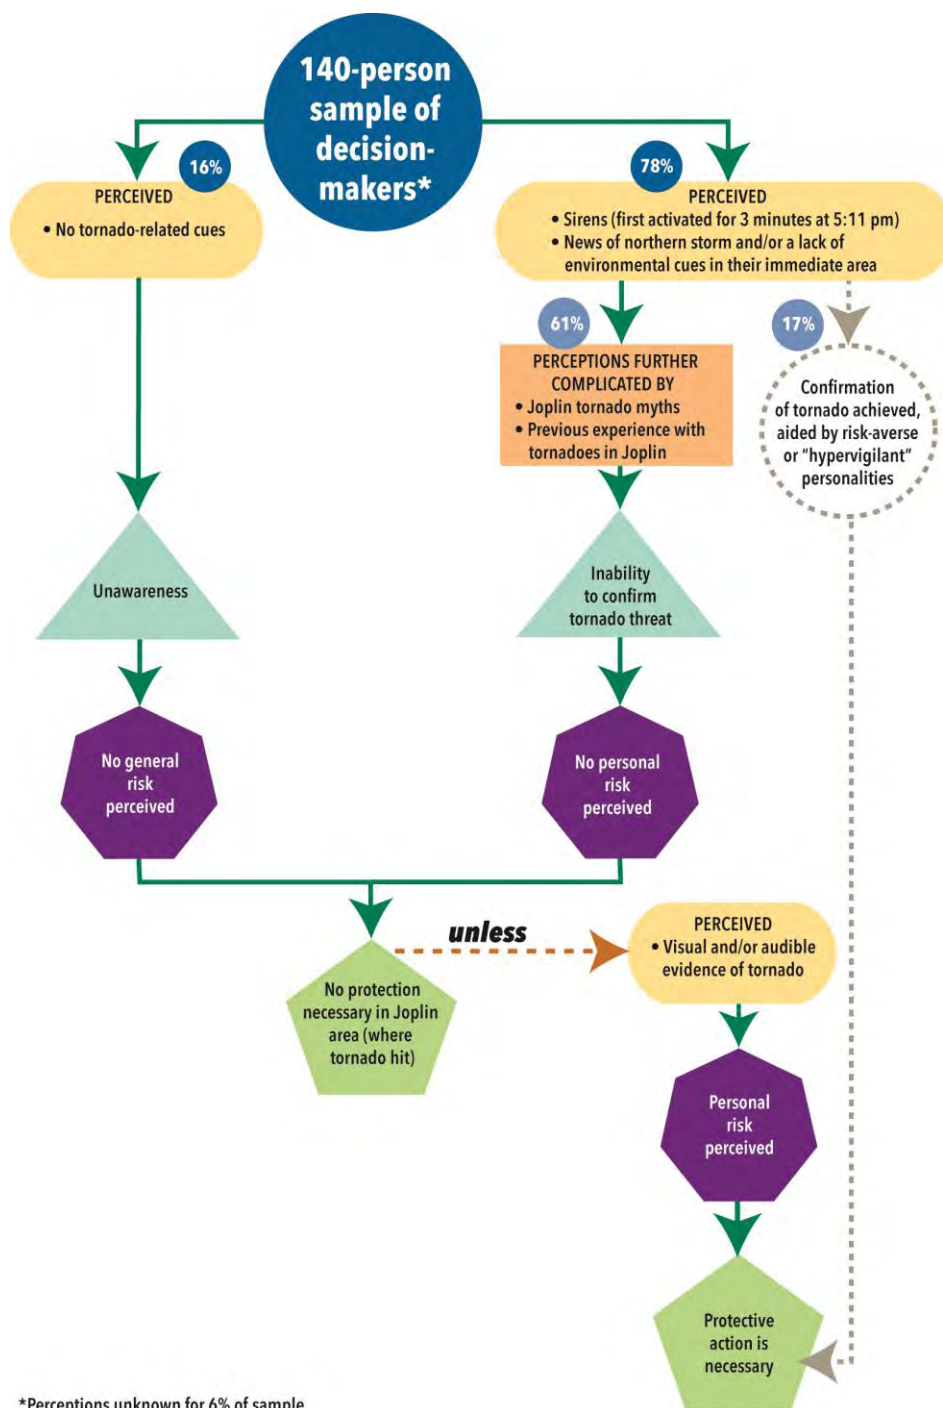 140-person
sample of
decision-
makers*
16%
PERCEIVED
• No tornado-related cues
78%
PERCEIVED
• Sirens (first activated for 3 minutes at 5:11 pm)
• News of northern storm and/or a lack of
environmental cues in their immediate area
61%
PERCEPTIONS FURTHER
COMPLICATED BY
• Joplin tornado myths
• Previous experience with
tornadoes in Joplin
17%
Confirmation
of tornado achieved,
aided by risk-averse
or "hypervigilant"
personalities
Unawareness
Inability
to confirm
tornado threat
No general
risk
perceived
No personal
risk
perceived
unless
PERCEIVED
• Visual and/or audible
evidence of tornado
No protection
necessary in Joplin
area (where
tornado hit)
Personal
risk
perceived
Protective
action is
necessary
*Perceptions unknown for 6% of sample